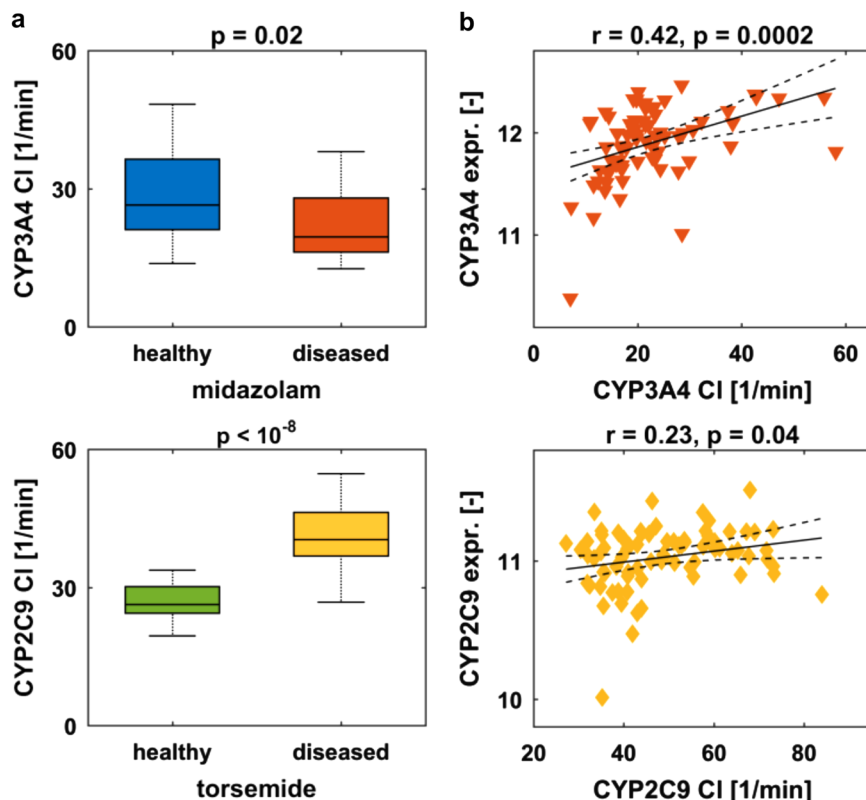 a
p = 0.02
60
30
0
CYP3A4 Cl [1/min]
healthy diseased
midazolam
b
r = 0.42, p = 0.0002
12
11
CYP3A4 expr. [-]
0 20 40 60
CYP3A4 Cl [1/min]
p < 10⁻⁸
60
30
0
CYP2C9 Cl [1/min]
healthy diseased
torsemide
r = 0.23, p = 0.04
11
10
CYP2C9 expr. [-]
20 40 60 80
CYP2C9 Cl [1/min]